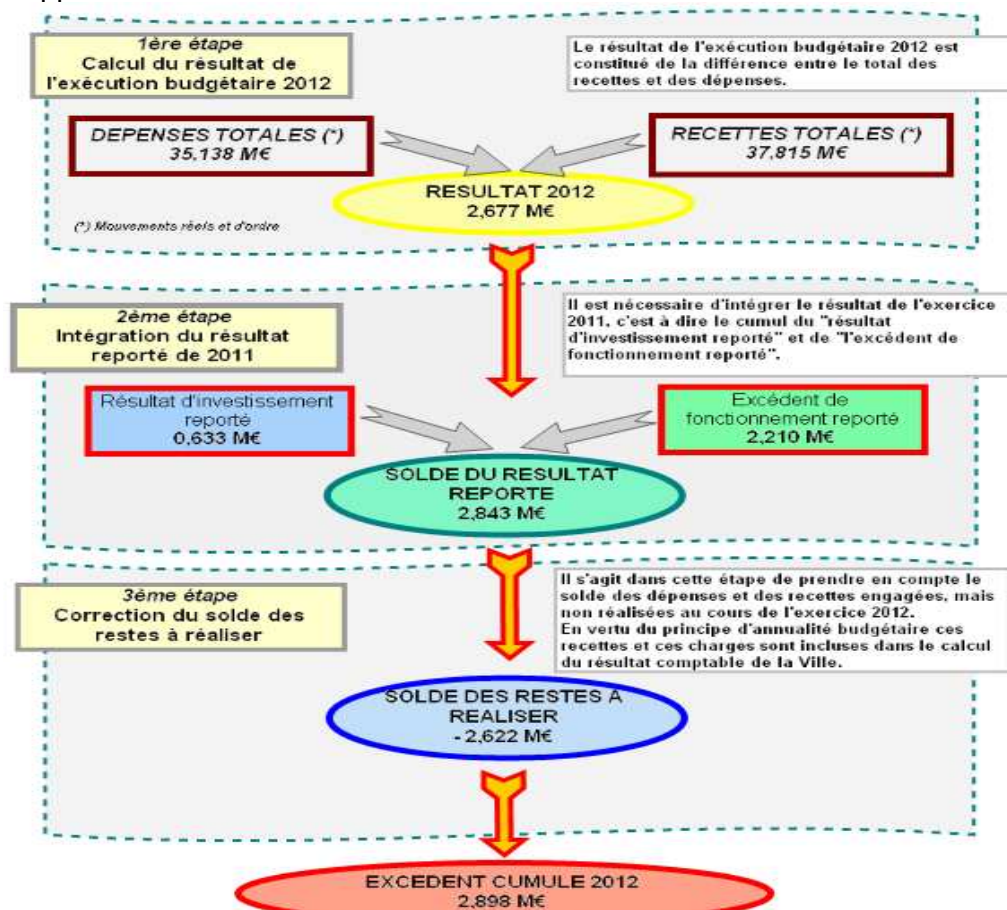 1ère étape
Calcul du résultat de
l'exécution budgétaire 2012
Le résultat de l'exécution budgétaire 2012 est
constitué de la différence entre le total des
recettes et des dépenses.
DEPENSES TOTALES (*)
35,138 M€
RECETTES TOTALES (*)
37,815 M€
RESULTAT 2012
2,677 M€
(*) Mouvements réels et d'ordre
2ème étape
Intégration du résultat
reporté de 2011
Il est nécessaire d'intégrer le résultat de l'exercice
2011, c'est à dire le cumul du "résultat
d'investissement reporté" et de "l'excédent de
fonctionnement reporté".
Résultat d'investissement
reporté
0,633 M€
Excédent de
fonctionnement reporté
2,210 M€
SOLDE DU RESULTAT
REPORTE
2,843 M€
3ème étape
Correction du solde des
restes à réaliser
Il s'agit dans cette étape de prendre en compte le
solde des dépenses et des recettes engagées, mais
non réalisées au cours de l'exercice 2012.
En vertu du principe d'annualité budgétaire ces
recettes et ces charges sont incluses dans le calcul
du résultat comptable de la Ville.
SOLDE DES RESTES A
REALISER
- 2,622 M€
EXCEDENT CUMULE 2012
2,898 M€